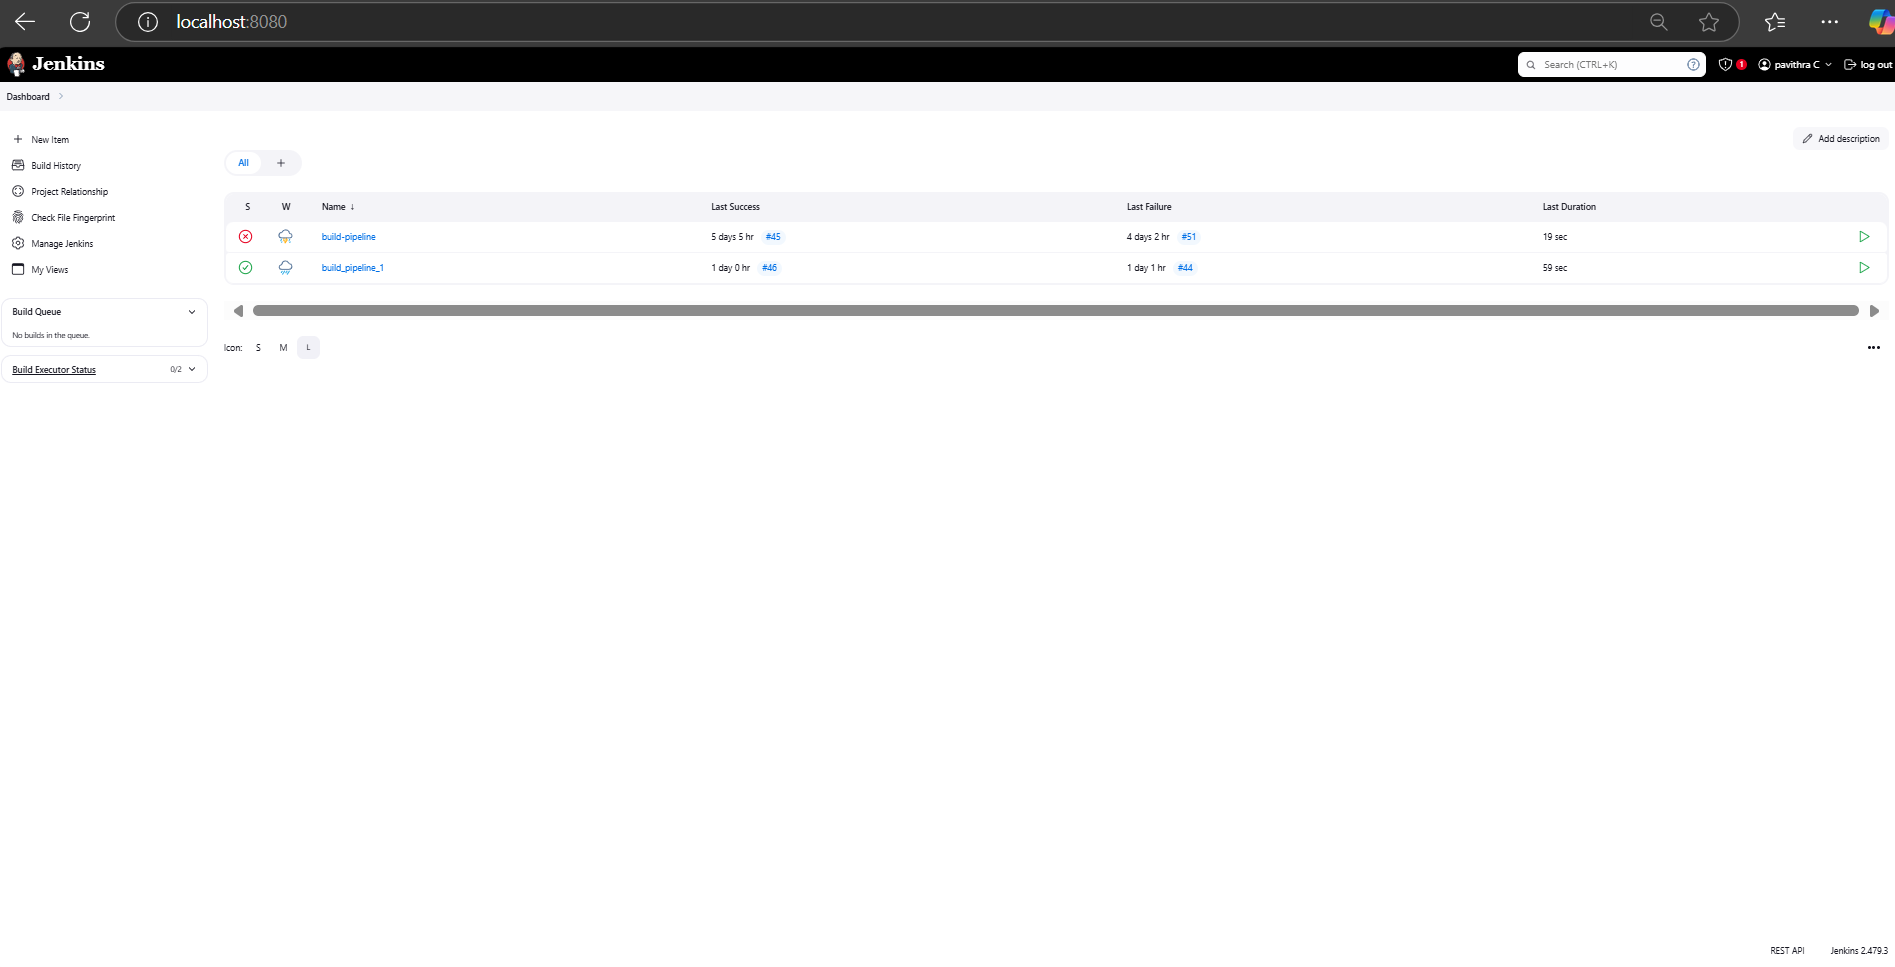 localhost:8080
Jenkins
Search (CTRL+K)
1
pavithra C
log out
Dashboard
New Item
Build History
Project Relationship
Check File Fingerprint
Manage Jenkins
My Views
Build Queue
No builds in the queue.
Build Executor Status 0/2
Add description
All +
S W Name ↓ Last Success Last Failure Last Duration
build-pipeline 5 days 5 hr #45 4 days 2 hr #51 19 sec
build_pipeline_1 1 day 0 hr #46 1 day 1 hr #44 59 sec
Icon: S M L
REST API Jenkins 2.479.3